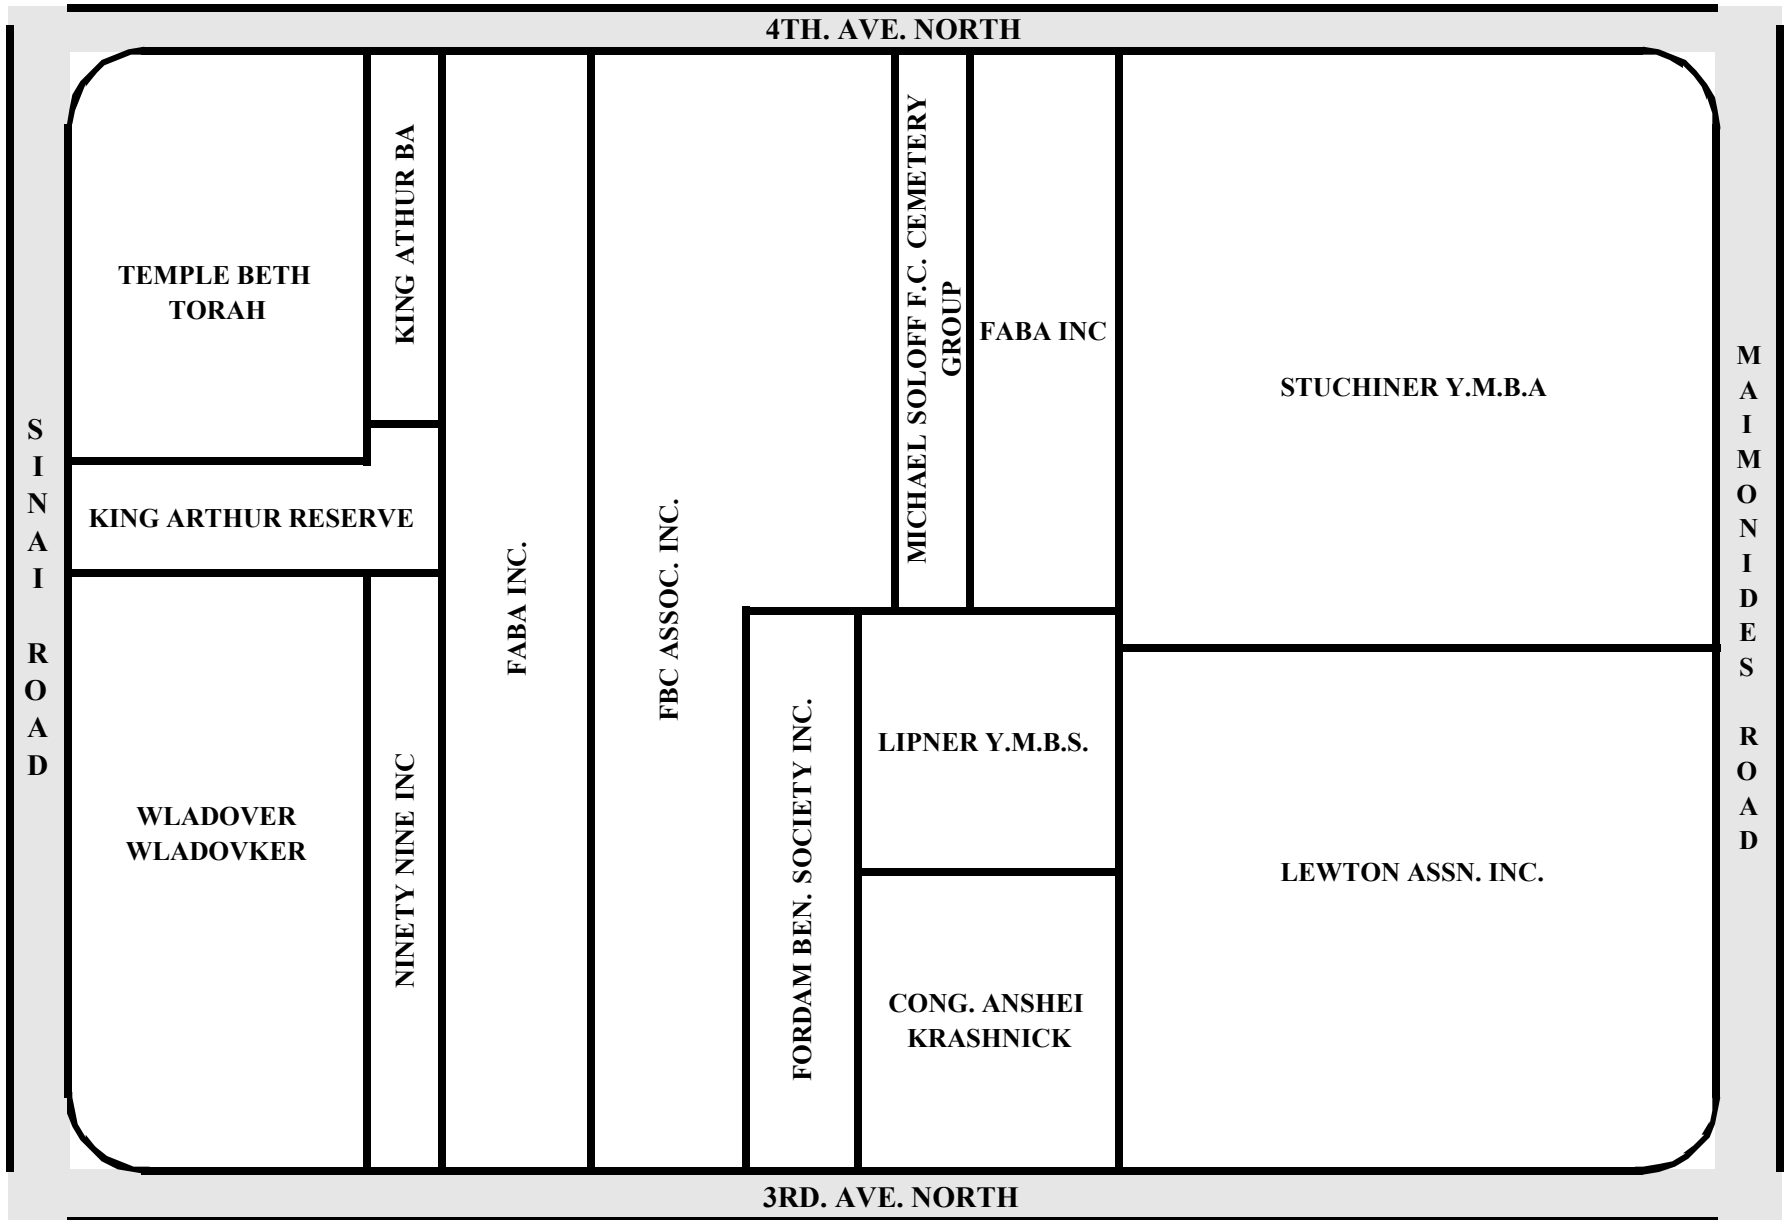 4TH. AVE. NORTH
SINAI ROAD
TEMPLE BETH
TORAH
KING ATHUR BA
KING ARTHUR RESERVE
WLADOVER
WLADOVKER
NINETY NINE INC
FABA INC.
FBC ASSOC. INC.
MICHAEL SOLOFF F.C. CEMETERY
GROUP
FABA INC
FORDAM BEN. SOCIETY INC.
LIPNER Y.M.B.S.
CONG. ANSHEI
KRASHNICK
STUCHINER Y.M.B.A
LEWTON ASSN. INC.
MAIMONIDES ROAD
3RD. AVE. NORTH